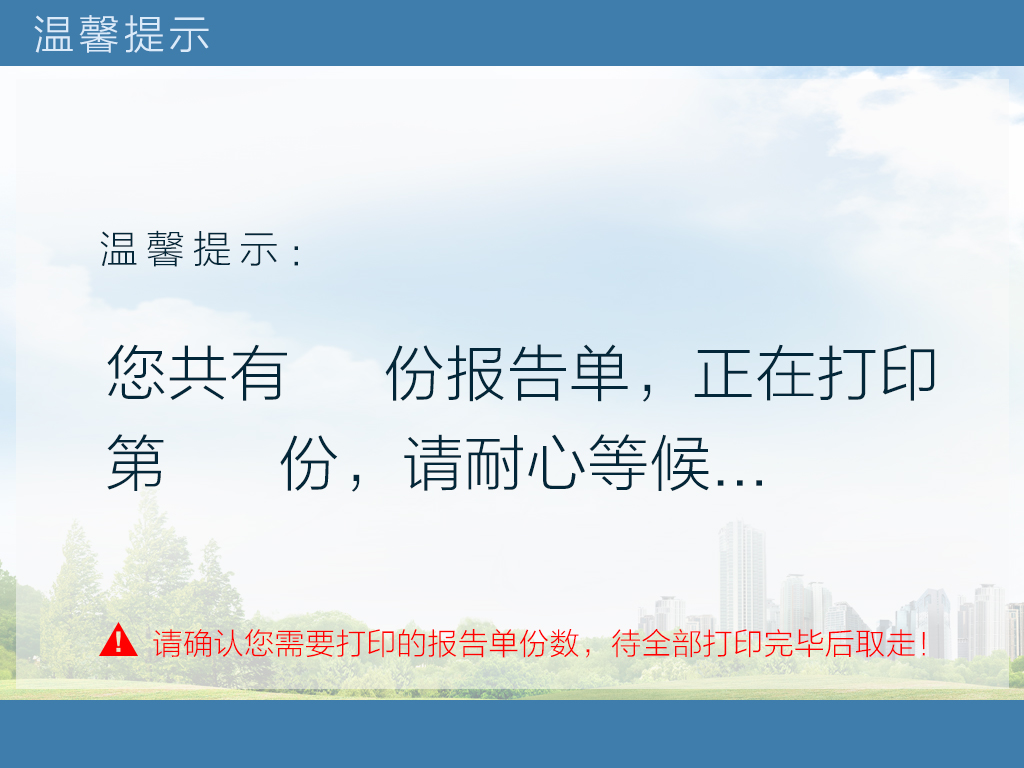 温馨提示
温馨提示：
您共有 份报告单，正在打印
第 份，请耐心等候...
请确认您需要打印的报告单份数，待全部打印完毕后取走！